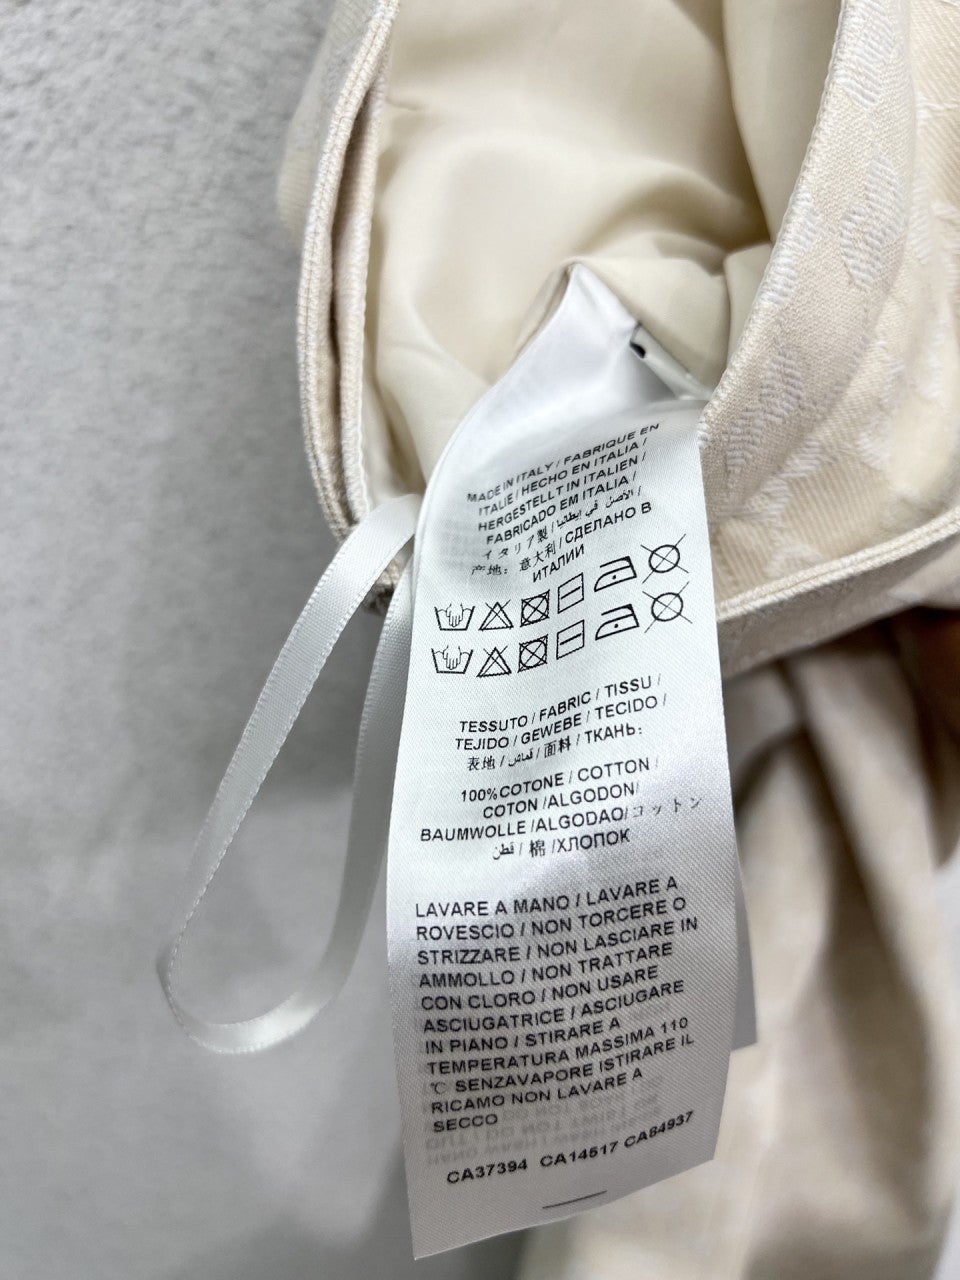 MADE IN ITALY / FABRIQUE EN
ITALIE / HECHO EN ITALIA /
HERGESTELLT IN ITALIEN /
FABRICADO EM ITALIA /
イタリア製 / الأصل في إيطاليا /
产地: 意大利 / СДЕЛАНО В
ИТАЛИИ
TESSUTO / FABRIC / TISSU /
TEJIDO / GEWEBE / TECIDO /
表地 / قماش / 面料 / ТКАНЬ:
100%COTONE / COTTON /
COTON /ALGODON/
BAUMWOLLE /ALGODAO/コットン
قطن / 棉 /ХЛОПОК
LAVARE A MANO / LAVARE A
ROVESCIO / NON TORCERE O
STRIZZARE / NON LASCIARE IN
AMMOLLO / NON TRATTARE
CON CLORO / NON USARE
ASCIUGATRICE / ASCIUGARE
IN PIANO / STIRARE A
TEMPERATURA MASSIMA 110
℃ SENZAVAPORE ISTIRARE IL
RICAMO NON LAVARE A
SECCO
CA37394 CA14517 CA84937